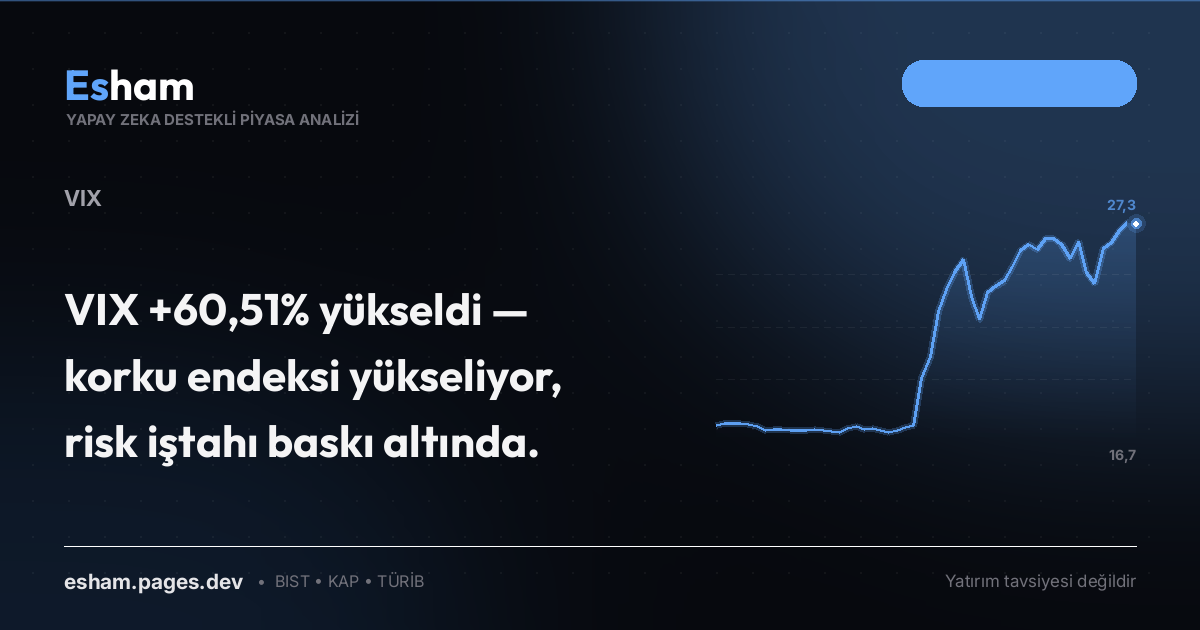 Esham
YAPAY ZEKA DESTEKLİ PİYASA ANALİZİ
VIX
27,3
VIX +60,51% yükseldi —
korku endeksi yükseliyor,
risk iştahı baskı altında.
16,7
esham.pages.dev • BIST • KAP • TÜRİB
Yatırım tavsiyesi değildir